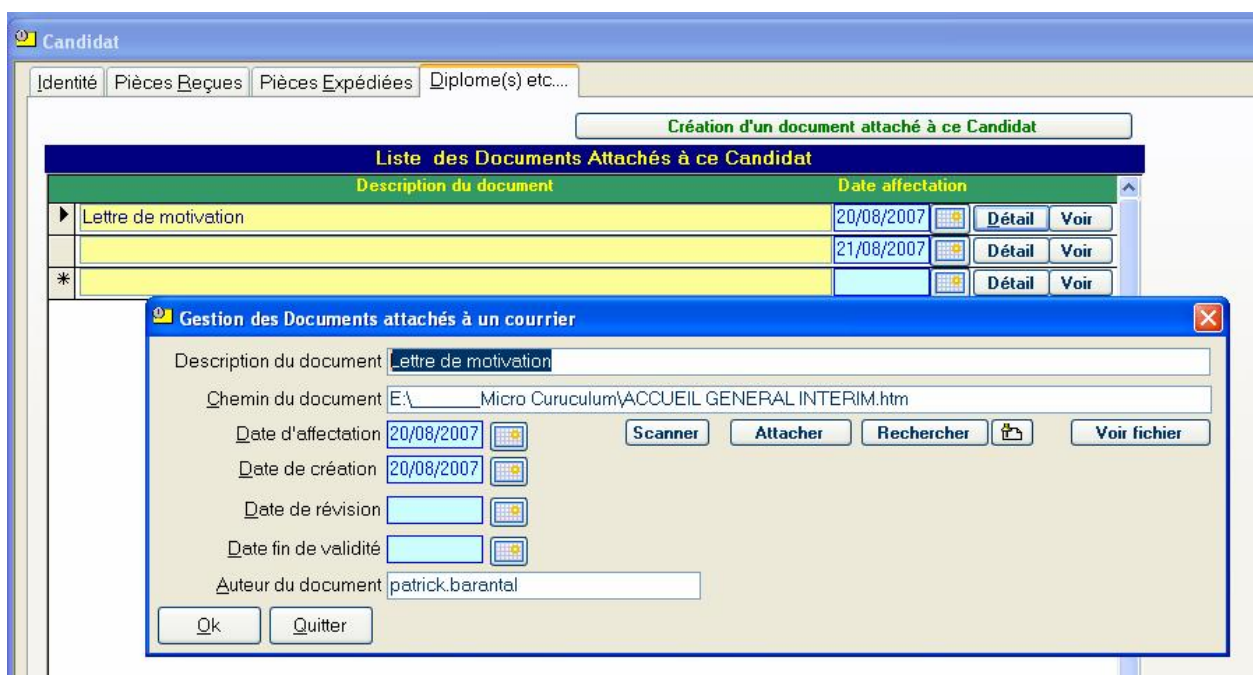 Candidat
Identité Pièces Reçues Pièces Expédiées Diplome(s) etc....
Création d'un document attaché à ce Candidat
Liste des Documents Attachés à ce Candidat
Description du document Date affectation
Lettre de motivation 20/08/2007 Détail Voir
21/08/2007 Détail Voir
* Détail Voir
Gestion des Documents attachés à un courrier
Description du document Lettre de motivation
Chemin du document E:\_______Micro Curuculum\ACCUEIL GENERAL INTERIM.htm
Date d'affectation 20/08/2007 Scanner Attacher Rechercher Voir fichier
Date de création 20/08/2007
Date de révision
Date fin de validité
Auteur du document patrick.barantal
Ok Quitter